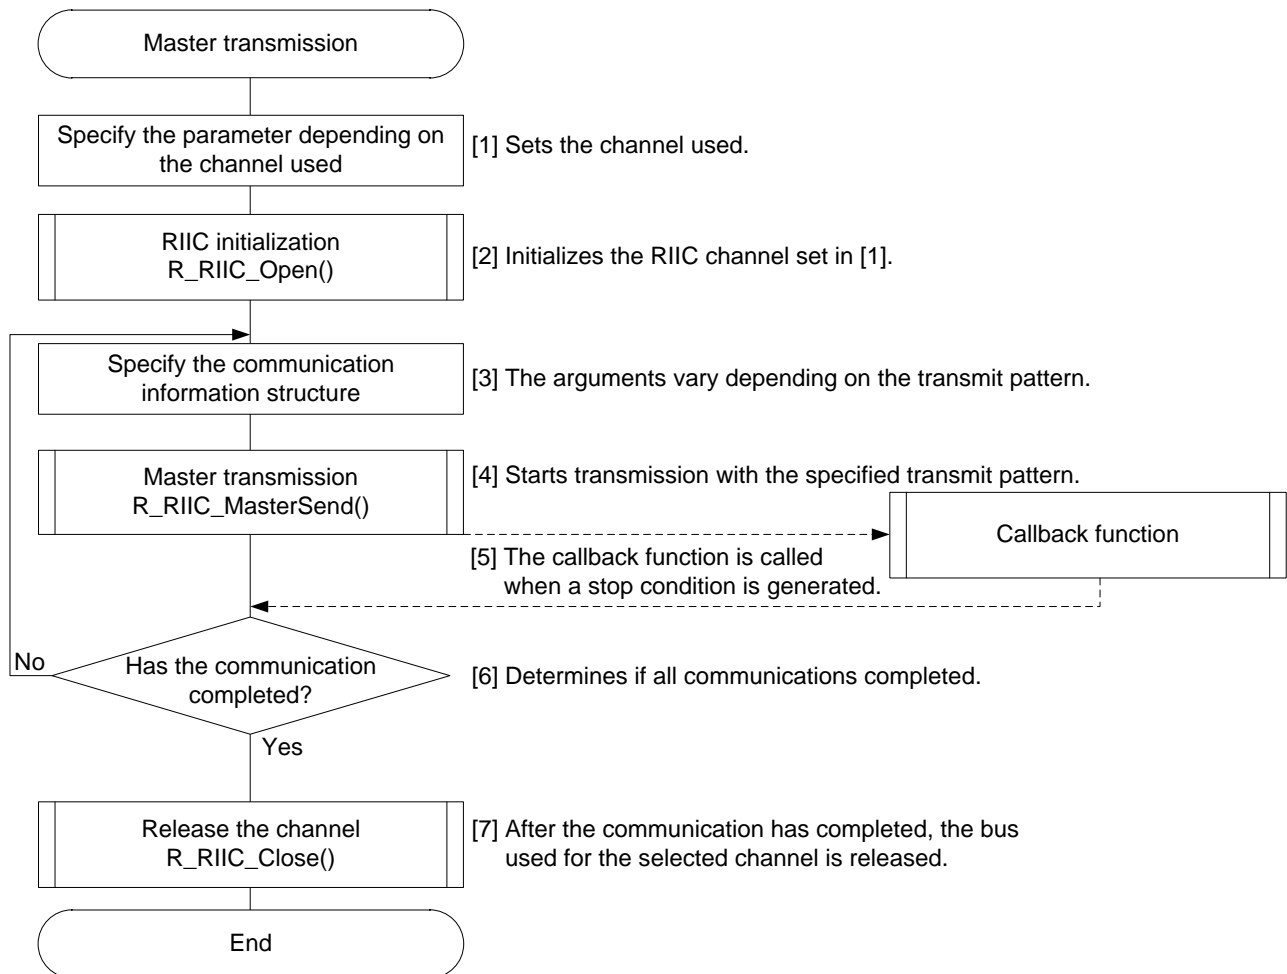 Master transmission
Specify the parameter depending on
the channel used
[1] Sets the channel used.
RIIC initialization
R_RIIC_Open()
[2] Initializes the RIIC channel set in [1].
Specify the communication
information structure
[3] The arguments vary depending on the transmit pattern.
Master transmission
R_RIIC_MasterSend()
[4] Starts transmission with the specified transmit pattern.
Callback function
[5] The callback function is called
when a stop condition is generated.
No
Has the communication
completed?
[6] Determines if all communications completed.
Yes
Release the channel
R_RIIC_Close()
[7] After the communication has completed, the bus
used for the selected channel is released.
End